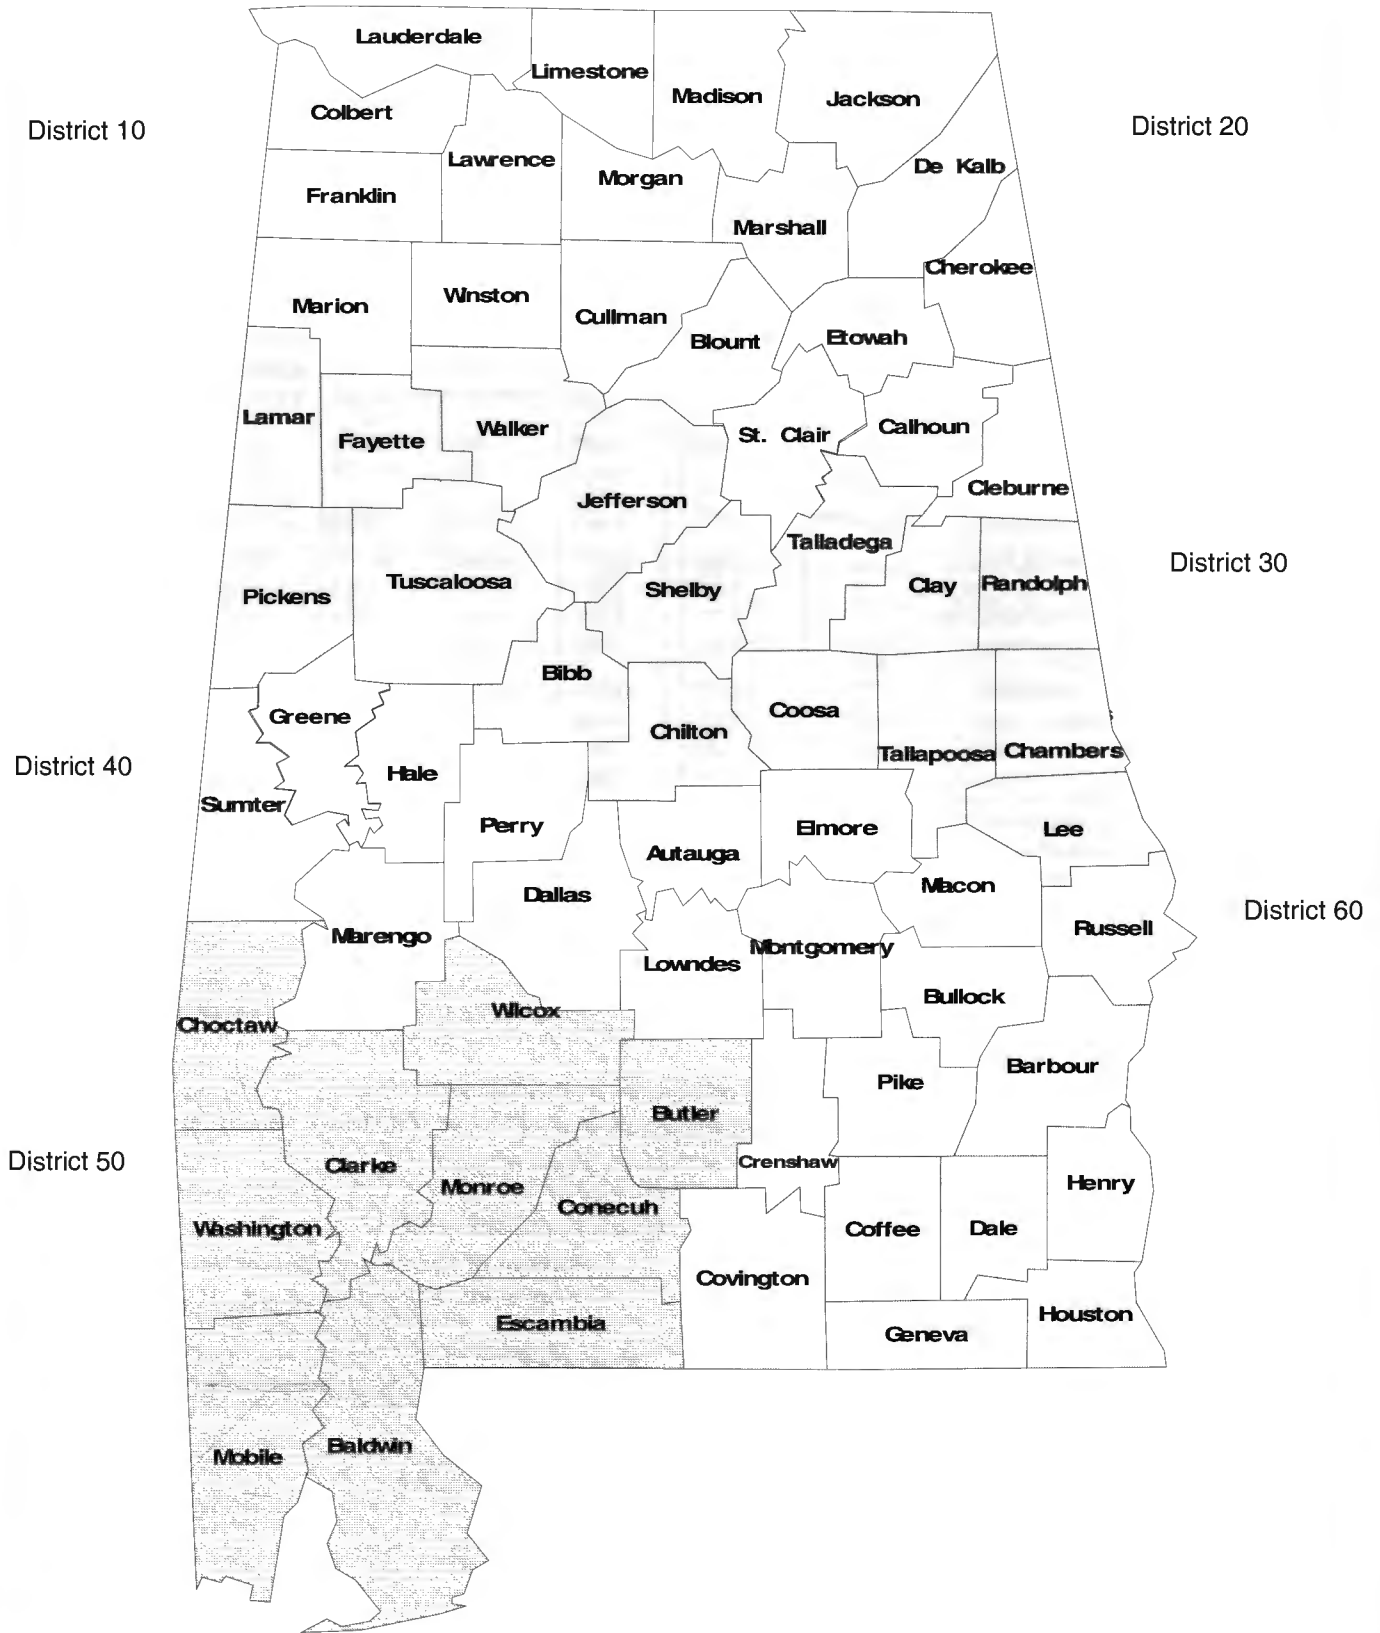 Lauderdale
Limestone
Madison
Jackson
Colbert
District 10
District 20
Lawrence
De Kalb
Morgan
Franklin
Marshall
Cherokee
Winston
Marion
Cullman
Blount
Etowah
Lamar
Fayette
Walker
St. Clair
Calhoun
Cleburne
Jefferson
Talladega
District 30
Tuscaloosa
Pickens
Shelby
Clay
Randolph
Bibb
Greene
Coosa
Chilton
Tallapoosa
Chambers
District 40
Hale
Sumter
Perry
Elmore
Lee
Autauga
Macon
Dallas
District 60
Marengo
Russell
Montgomery
Lowndes
Bullock
Wilcox
Choctaw
Barbour
Pike
Butler
District 50
Clarke
Crenshaw
Monroe
Henry
Conecuh
Washington
Coffee
Dale
Covington
Escambia
Houston
Geneva
Baldwin
Mobile